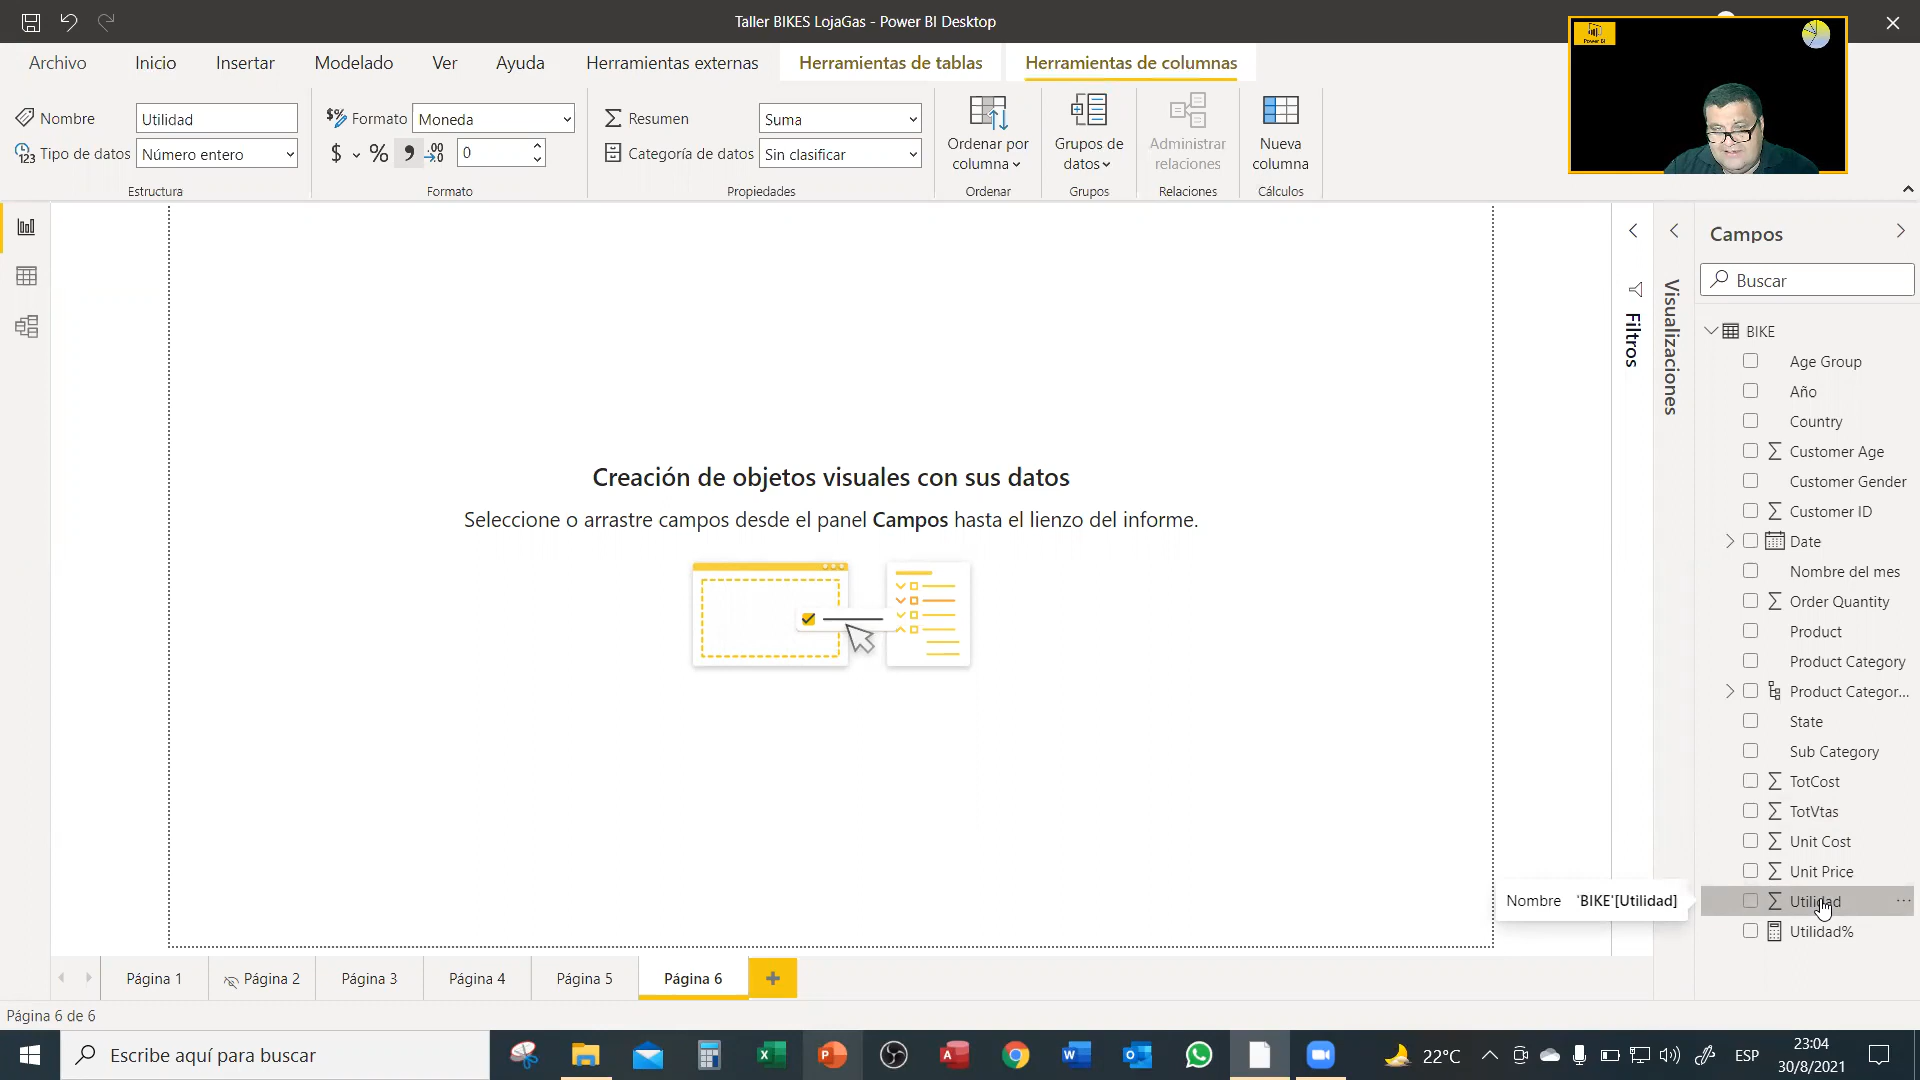 Taller BIKES LojaGas - Power BI Desktop
Power BI
Archivo
Inicio
Insertar
Modelado
Ver
Ayuda
Herramientas externas
Herramientas de tablas
Herramientas de columnas
Nombre
Utilidad
Tipo de datos
Número entero
Estructura
Formato
Moneda
$
%
0
Formato
Resumen
Suma
Categoría de datos
Sin clasificar
Propiedades
Ordenar por
columna
Ordenar
Grupos de
datos
Grupos
Administrar
relaciones
Relaciones
Nueva
columna
Cálculos
Creación de objetos visuales con sus datos
Seleccione o arrastre campos desde el panel Campos hasta el lienzo del informe.
Filtros
Visualizaciones
Campos
Buscar
BIKE
Age Group
Año
Country
Customer Age
Customer Gender
Customer ID
Date
Nombre del mes
Order Quantity
Product
Product Category
Product Categor...
State
Sub Category
TotCost
TotVtas
Unit Cost
Unit Price
Utilidad
Utilidad%
Nombre 'BIKE'[Utilidad]
Página 1
Página 2
Página 3
Página 4
Página 5
Página 6
Página 6 de 6
Escribe aquí para buscar
22°C
ESP
23:04
30/8/2021